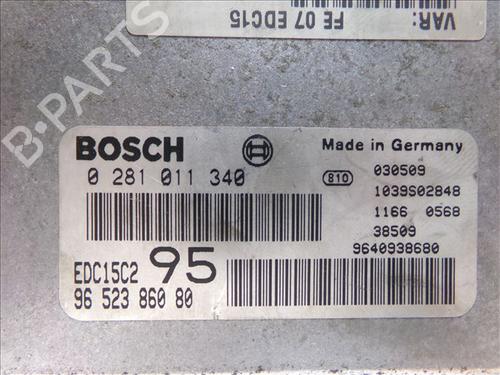 VAR:
FE 07 EDC15
B-PARTS
BOSCH
Made in Germany
0 281 011 340
810
030509
1039S02848
1166 0568
38509
9640938680
EDC15C2 95
96 523 860 80